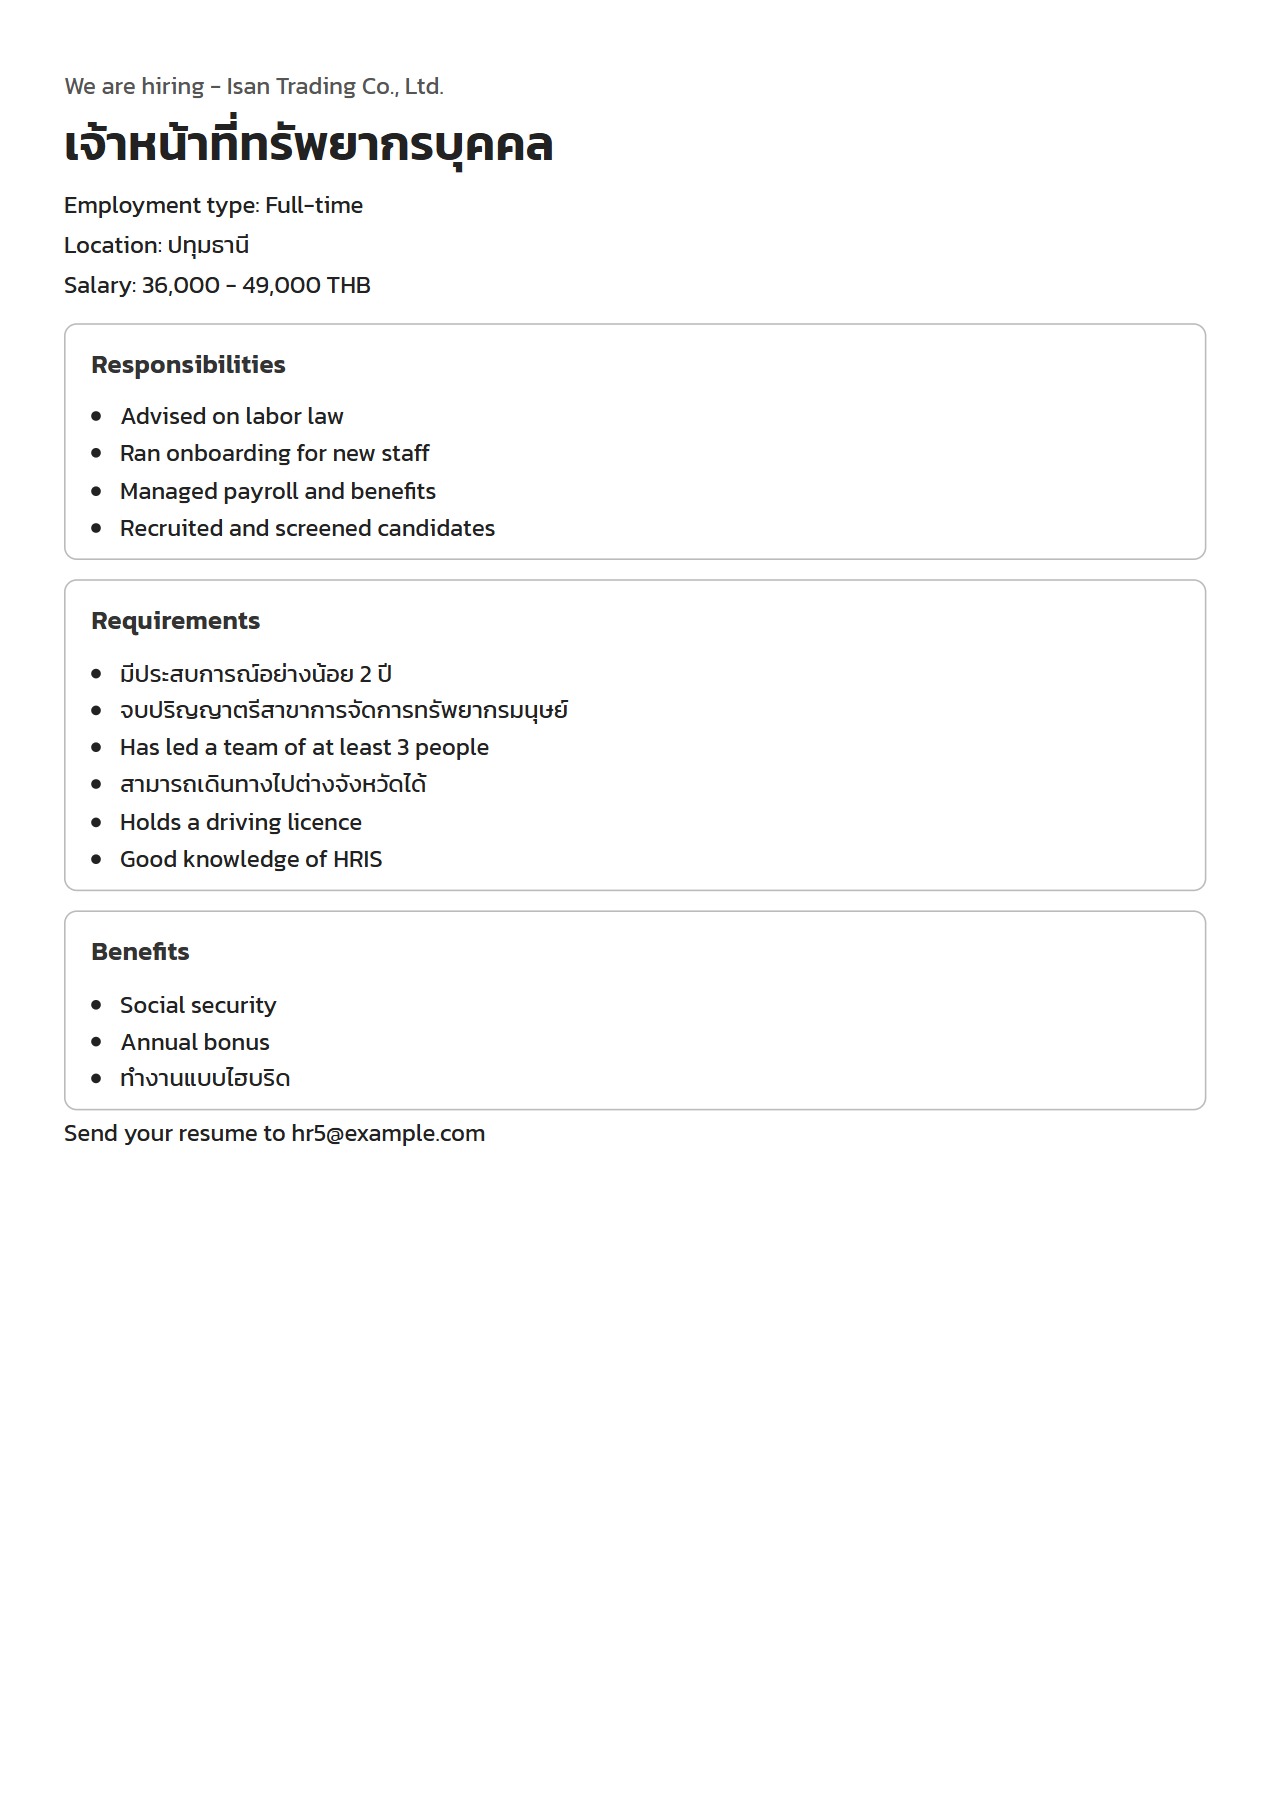 We are hiring - Isan Trading Co., Ltd.
เจ้าหน้าที่ทรัพยากรบุคคล
Employment type: Full-time
Location: ปทุมธานี
Salary: 36,000 - 49,000 THB
Responsibilities
• Advised on labor law
• Ran onboarding for new staff
• Managed payroll and benefits
• Recruited and screened candidates
Requirements
• มีประสบการณ์อย่างน้อย 2 ปี
• จบปริญญาตรีสาขาการจัดการทรัพยากรมนุษย์
• Has led a team of at least 3 people
• สามารถเดินทางไปต่างจังหวัดได้
• Holds a driving licence
• Good knowledge of HRIS
Benefits
• Social security
• Annual bonus
• ทำงานแบบไฮบริด
Send your resume to hr5@example.com